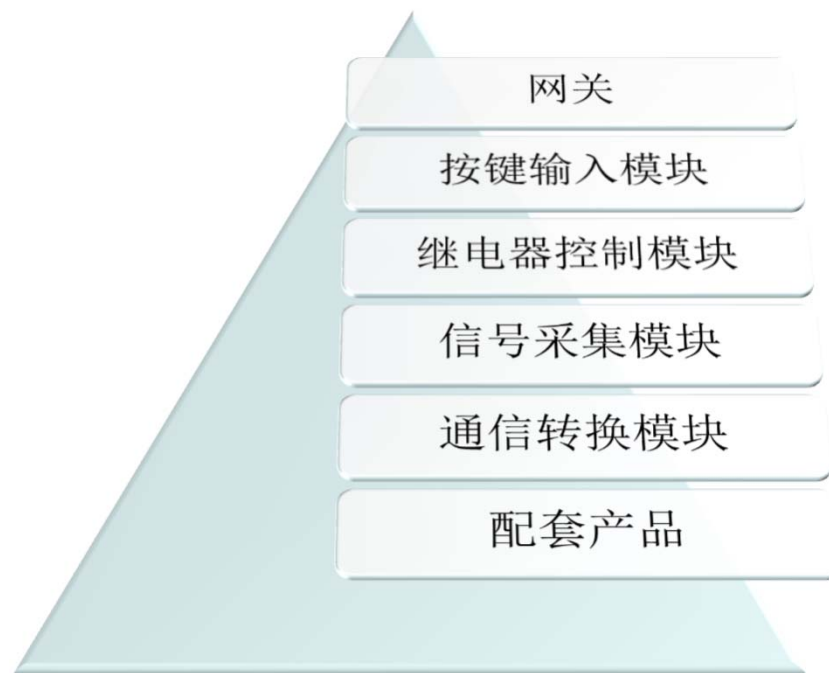 网关
按键输入模块
继电器控制模块
信号采集模块
通信转换模块
配套产品